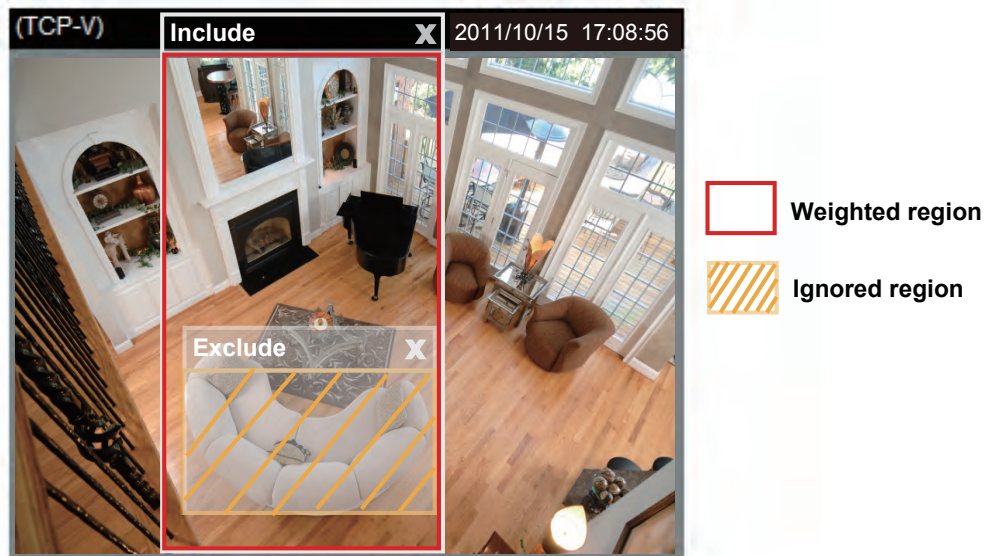 (TCP-V) Include X 2011/10/15 17:08:56
Exclude X
Weighted region
Ignored region